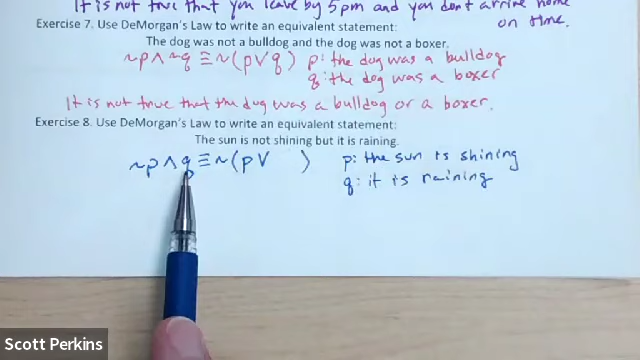 It is not true that you leave by 5pm and you don't arrive home
on time.
Exercise 7. Use DeMorgan's Law to write an equivalent statement:
The dog was not a bulldog and the dog was not a boxer.
~p ∧ ~q ≡ ~(p ∨ q) p: the dog was a bulldog
q: the dog was a boxer
It is not true that the dog was a bulldog or a boxer.
Exercise 8. Use DeMorgan's Law to write an equivalent statement:
The sun is not shining but it is raining.
~p ∧ q ≡ ~(p ∨ ) p: the sun is shining
q: it is raining
Scott Perkins